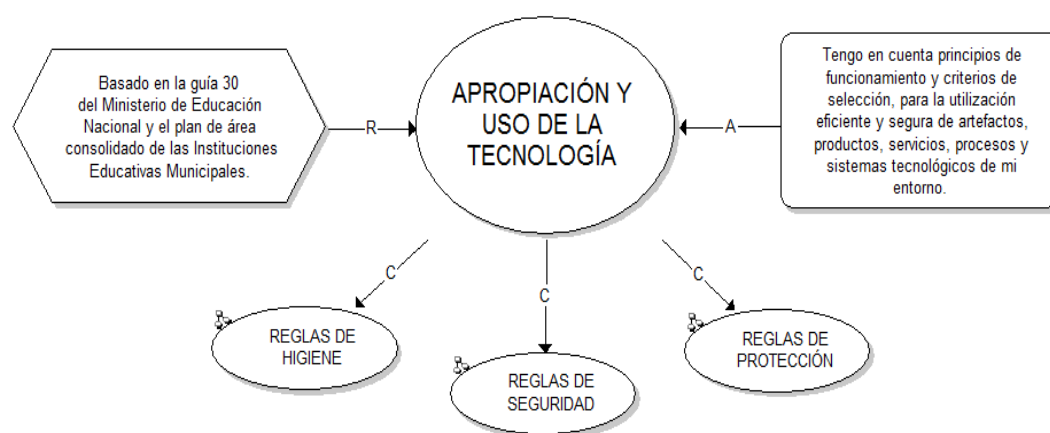 Basado en la guía 30
del Ministerio de Educación
Nacional y el plan de área
consolidado de las Instituciones
Educativas Municipales.
R
APROPIACIÓN Y
USO DE LA
TECNOLOGÍA
A
Tengo en cuenta principios de
funcionamiento y criterios de
selección, para la utilización
eficiente y segura de artefactos,
productos, servicios, procesos y
sistemas tecnológicos de mi
entorno.
C
C
C
REGLAS DE
HIGIENE
REGLAS DE
SEGURIDAD
REGLAS DE
PROTECCIÓN